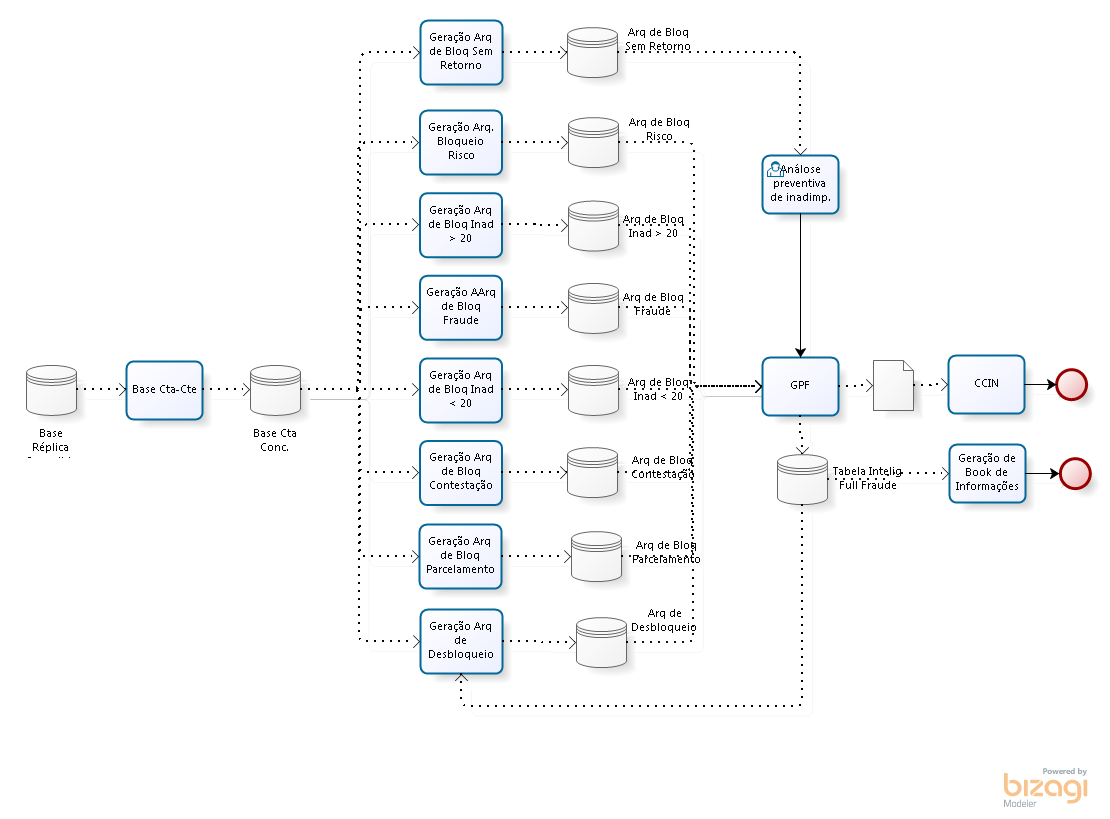 Geração Arq
de Bloq Sem
Retorno
Arq de Bloq
Sem Retorno
Geração Arq.
Bloqueio
Risco
Arq de Bloq
Risco
Análose
preventiva
de inadimp.
Geração Arq
de Bloq Inad
> 20
Arq de Bloq
Inad > 20
Geração AArq
de Bloq
Fraude
Arq de Bloq
Fraude
Base
Réplica
Base Cta-Cte
Base Cta
Conc.
Geração Arq
de Bloq Inad
< 20
Arq de Bloq
Inad < 20
GPF
CCIN
Geração Arq
de Bloq
Contestação
Arq de Bloq
Contestação
Tabela Intelig
Full Fraude
Geração de
Book de
Informações
Geração Arq
de Bloq
Parcelamento
Arq de Bloq
Parcelamento
Geração Arq
de
Desbloqueio
Arq de
Desbloqueio
Powered by
bizagi
Modeler